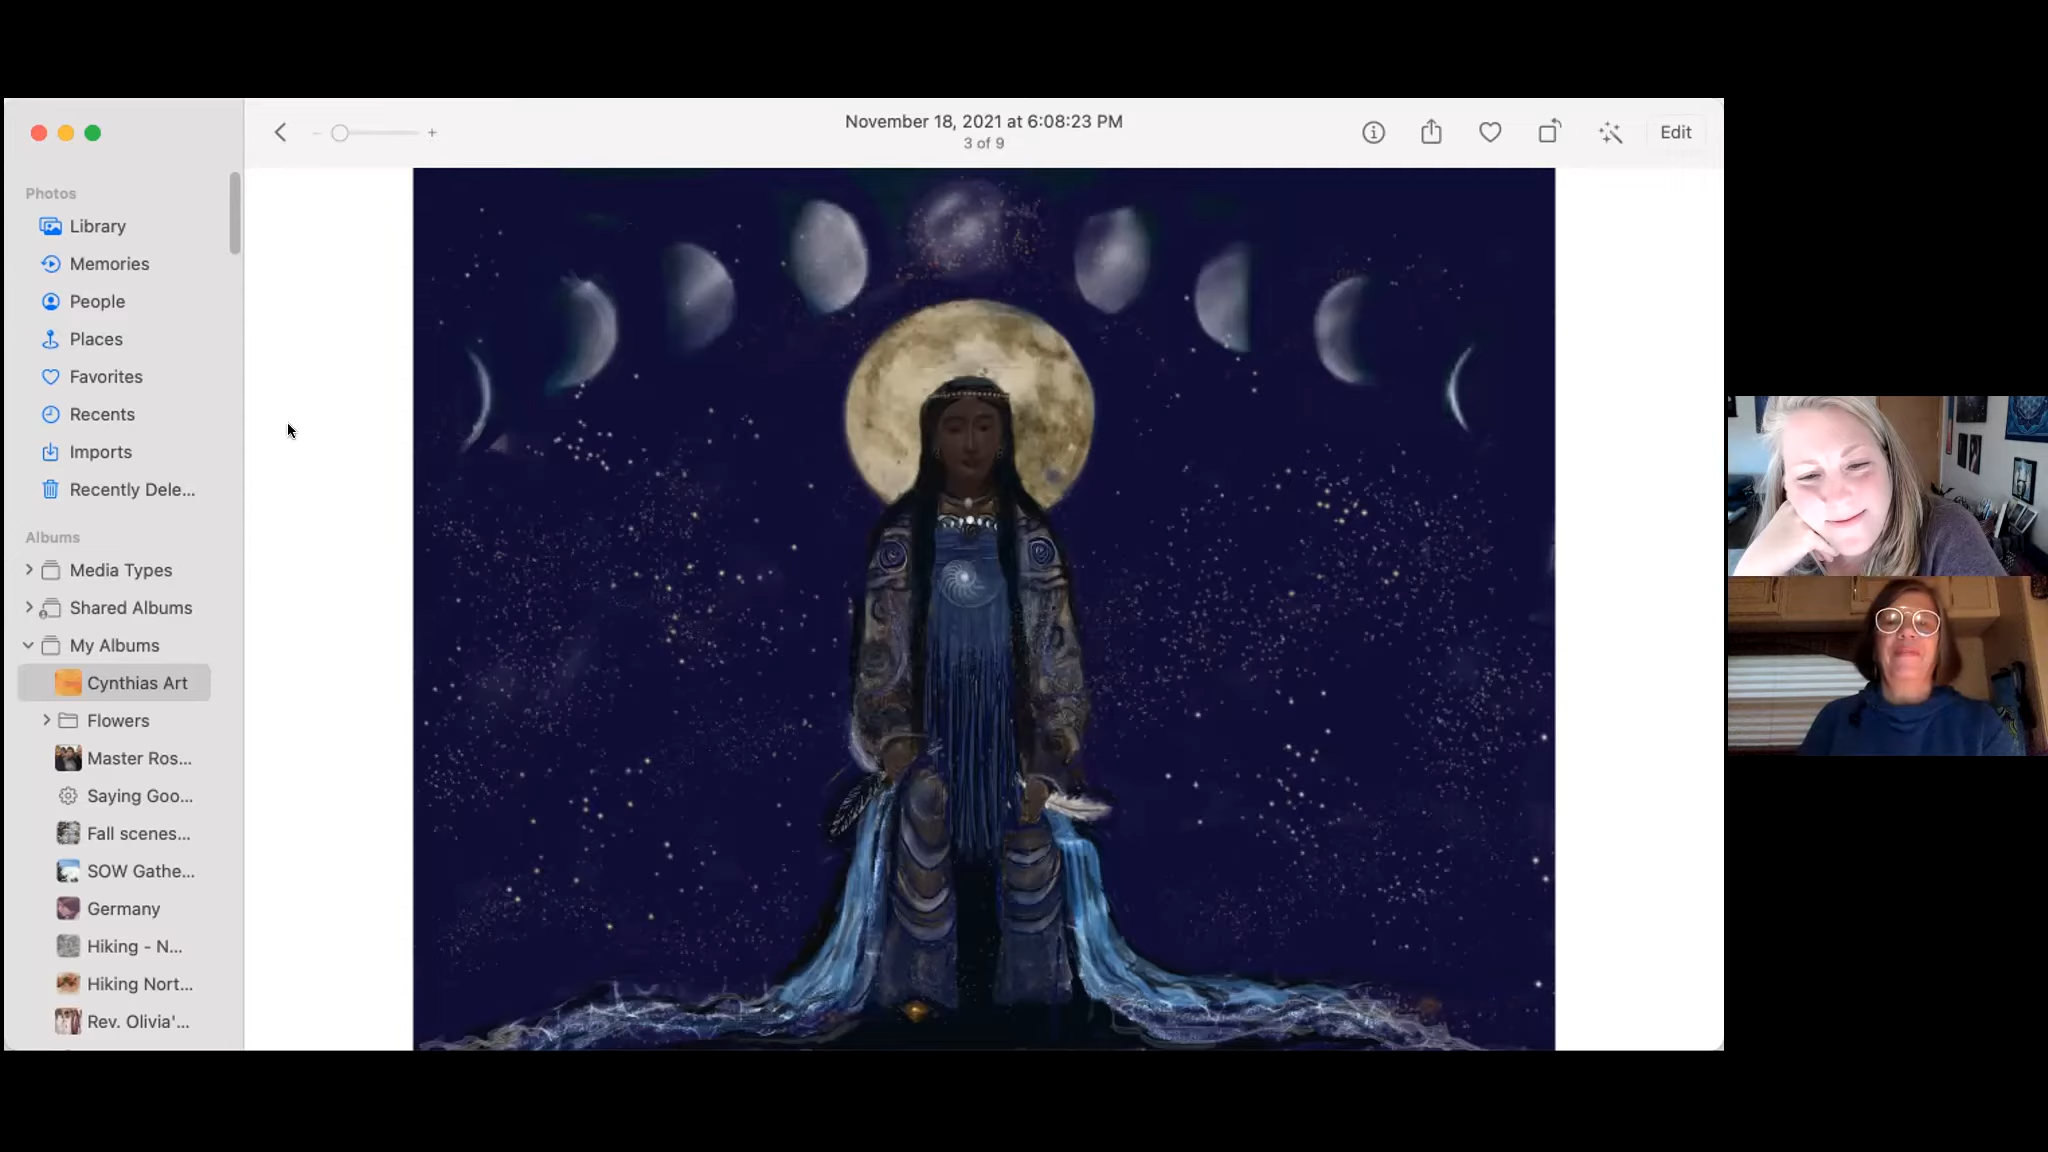 November 18, 2021 at 6:08:23 PM
3 of 9
Edit
Photos
Library
Memories
People
Places
Favorites
Recents
Imports
Recently Dele...
Albums
Media Types
Shared Albums
My Albums
Cynthias Art
Flowers
Master Ros...
Saying Goo...
Fall scenes...
SOW Gathe...
Germany
Hiking - N...
Hiking Nort...
Rev. Olivia'...